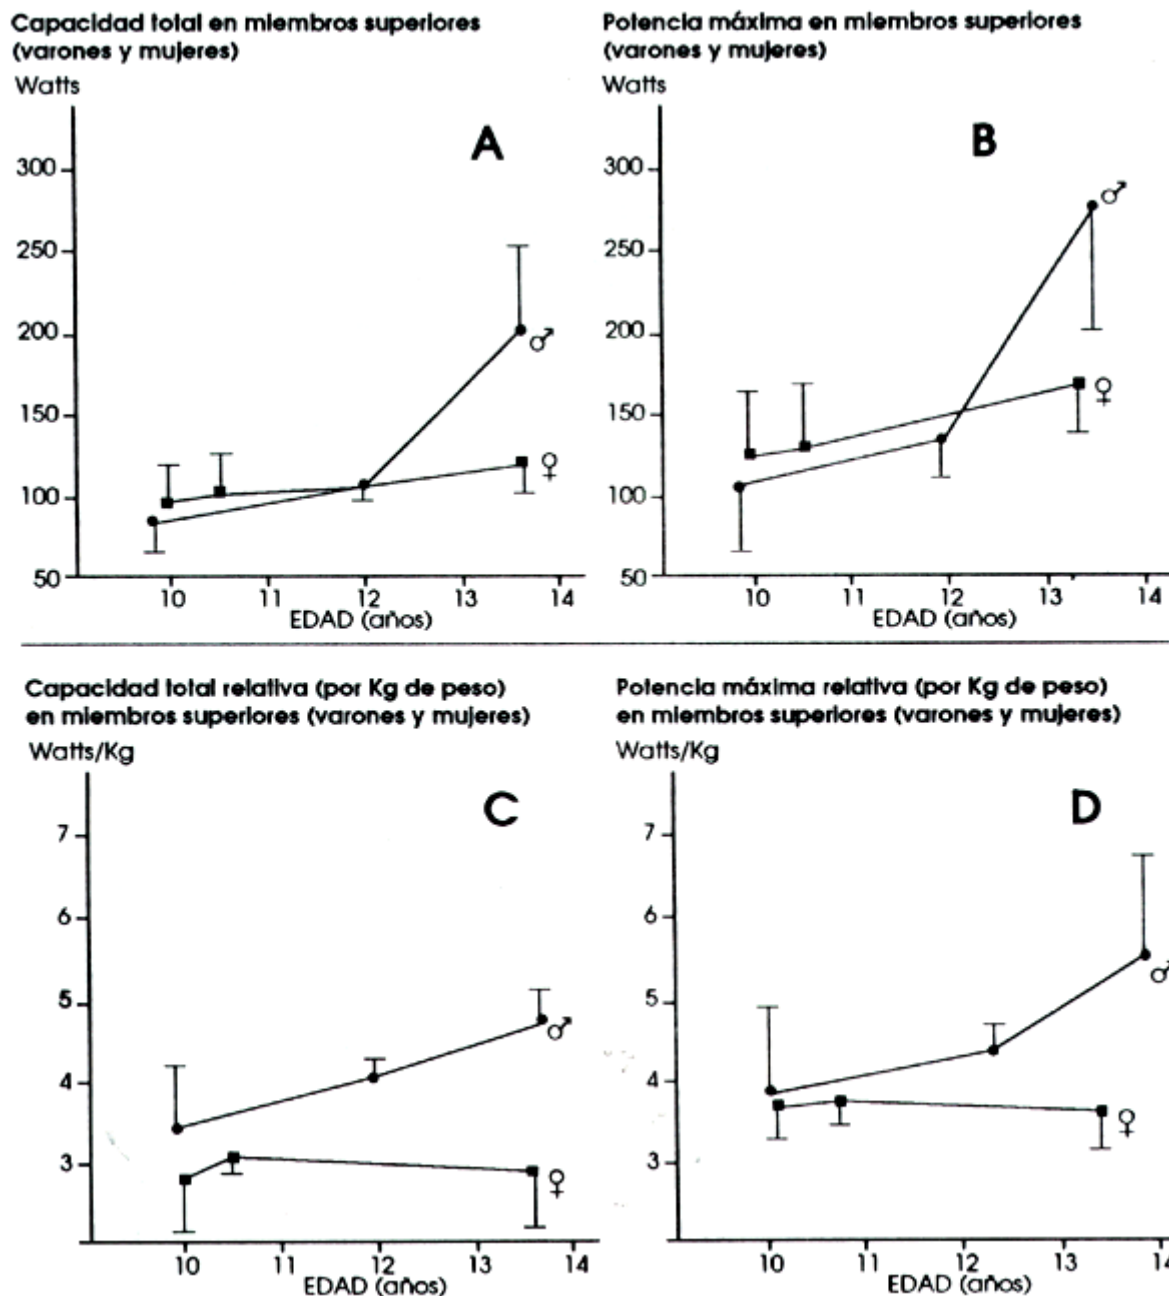 Capacidad total en miembros superiores
(varones y mujeres)
Watts
A
300
250
200
150
100
50
♂
♀
10 11 12 13 14
EDAD (años)
Potencia máxima en miembros superiores
(varones y mujeres)
Watts
B
300
250
200
150
100
50
♂
♀
10 11 12 13 14
EDAD (años)
Capacidad total relativa (por Kg de peso)
en miembros superiores (varones y mujeres)
Watts/Kg
C
7
6
5
4
3
♂
♀
10 11 12 13 14
EDAD (años)
Potencia máxima relativa (por Kg de peso)
en miembros superiores (varones y mujeres)
Watts/Kg
D
7
6
5
4
3
♂
♀
10 11 12 13 14
EDAD (años)